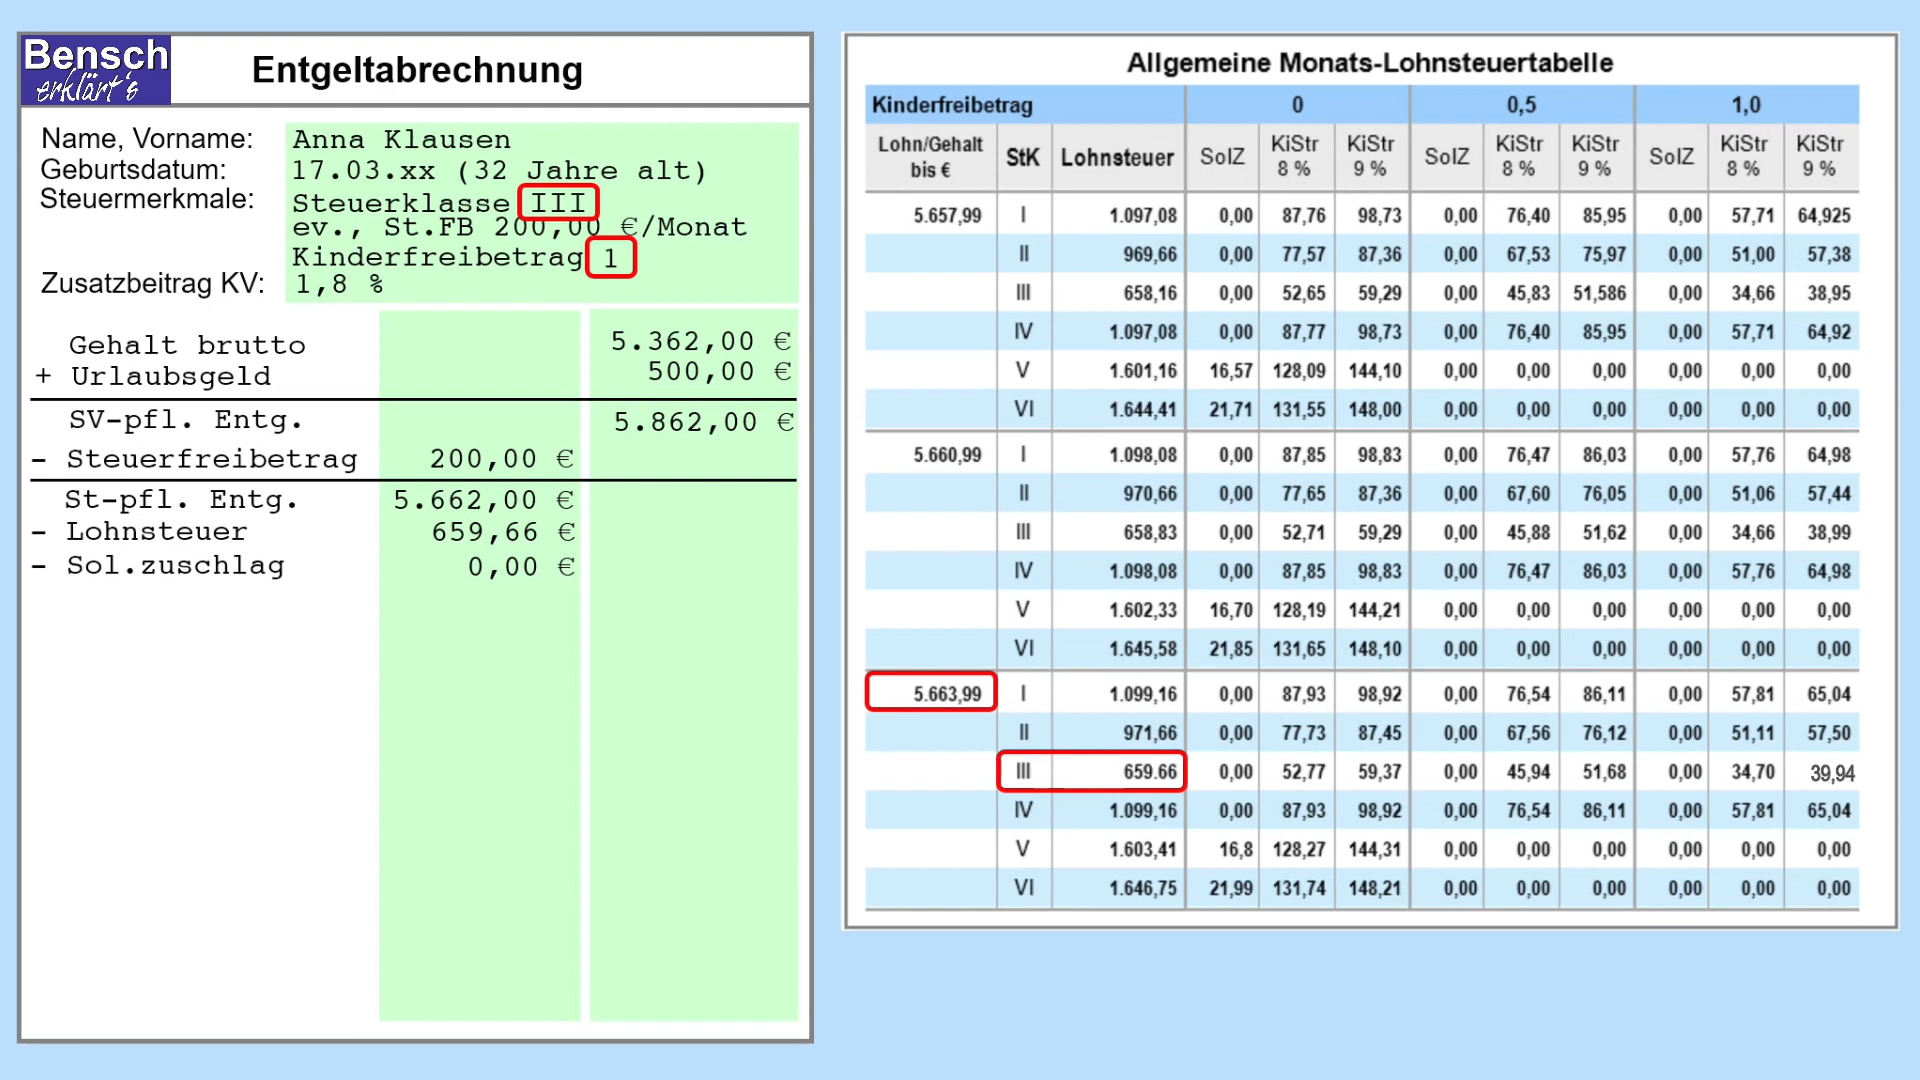 Bensch
erklärt's
Entgeltabrechnung
Name, Vorname: Anna Klausen
Geburtsdatum: 17.03.xx (32 Jahre alt)
Steuermerkmale: Steuerklasse III
ev., St.FB 200,00 €/Monat
Kinderfreibetrag 1
Zusatzbeitrag KV: 1,8 %
Gehalt brutto 5.362,00 €
+ Urlaubsgeld 500,00 €
SV-pfl. Entg. 5.862,00 €
- Steuerfreibetrag 200,00 €
St-pfl. Entg. 5.662,00 €
- Lohnsteuer 659,66 €
- Sol.zuschlag 0,00 €
Allgemeine Monats-Lohnsteuertabelle
Kinderfreibetrag 0 0,5 1,0
Lohn/Gehalt bis € StK Lohnsteuer SolZ KiStr 8 % KiStr 9 % SolZ KiStr 8 % KiStr 9 % SolZ KiStr 8 % KiStr 9 %
5.657,99 I 1.097,08 0,00 87,76 98,73 0,00 76,40 85,95 0,00 57,71 64,925
II 969,66 0,00 77,57 87,36 0,00 67,53 75,97 0,00 51,00 57,38
III 658,16 0,00 52,65 59,29 0,00 45,83 51,586 0,00 34,66 38,95
IV 1.097,08 0,00 87,77 98,73 0,00 76,40 85,95 0,00 57,71 64,92
V 1.601,16 16,57 128,09 144,10 0,00 0,00 0,00 0,00 0,00 0,00
VI 1.644,41 21,71 131,55 148,00 0,00 0,00 0,00 0,00 0,00 0,00
5.660,99 I 1.098,08 0,00 87,85 98,83 0,00 76,47 86,03 0,00 57,76 64,98
II 970,66 0,00 77,65 87,36 0,00 67,60 76,05 0,00 51,06 57,44
III 658,83 0,00 52,71 59,29 0,00 45,88 51,62 0,00 34,66 38,99
IV 1.098,08 0,00 87,85 98,83 0,00 76,47 86,03 0,00 57,76 64,98
V 1.602,33 16,70 128,19 144,21 0,00 0,00 0,00 0,00 0,00 0,00
VI 1.645,58 21,85 131,65 148,10 0,00 0,00 0,00 0,00 0,00 0,00
5.663,99 I 1.099,16 0,00 87,93 98,92 0,00 76,54 86,11 0,00 57,81 65,04
II 971,66 0,00 77,73 87,45 0,00 67,56 76,12 0,00 51,11 57,50
III 659.66 0,00 52,77 59,37 0,00 45,94 51,68 0,00 34,70 39,94
IV 1.099,16 0,00 87,93 98,92 0,00 76,54 86,11 0,00 57,81 65,04
V 1.603,41 16,8 128,27 144,31 0,00 0,00 0,00 0,00 0,00 0,00
VI 1.646,75 21,99 131,74 148,21 0,00 0,00 0,00 0,00 0,00 0,00